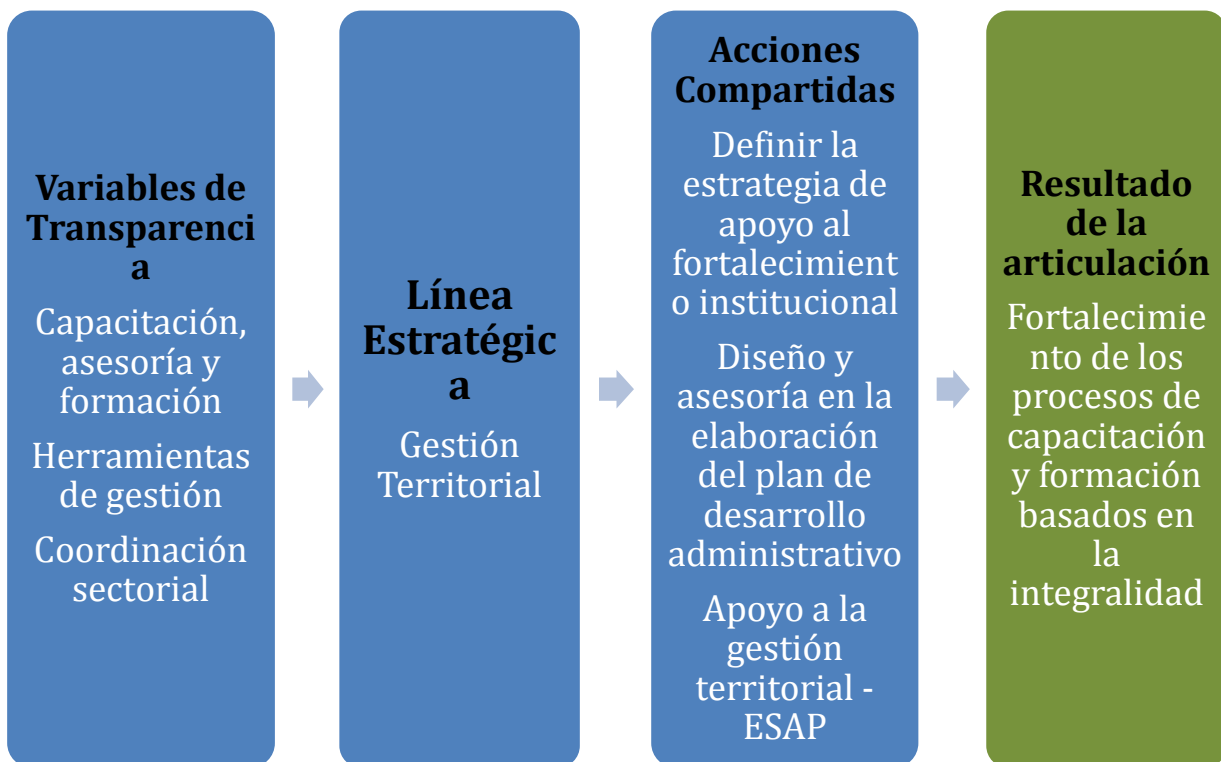 Variables de
Transparenci
a
Capacitación,
asesoría y
formación
Herramientas
de gestión
Coordinación
sectorial
Línea
Estratégic
a
Gestión
Territorial
Acciones
Compartidas
Definir la
estrategia de
apoyo al
fortalecimient
o institucional
Diseño y
asesoría en la
elaboración
del plan de
desarrollo
administrativo
Apoyo a la
gestión
territorial -
ESAP
Resultado
de la
articulación
Fortalecimie
nto de los
procesos de
capacitación
y formación
basados en
la
integralidad